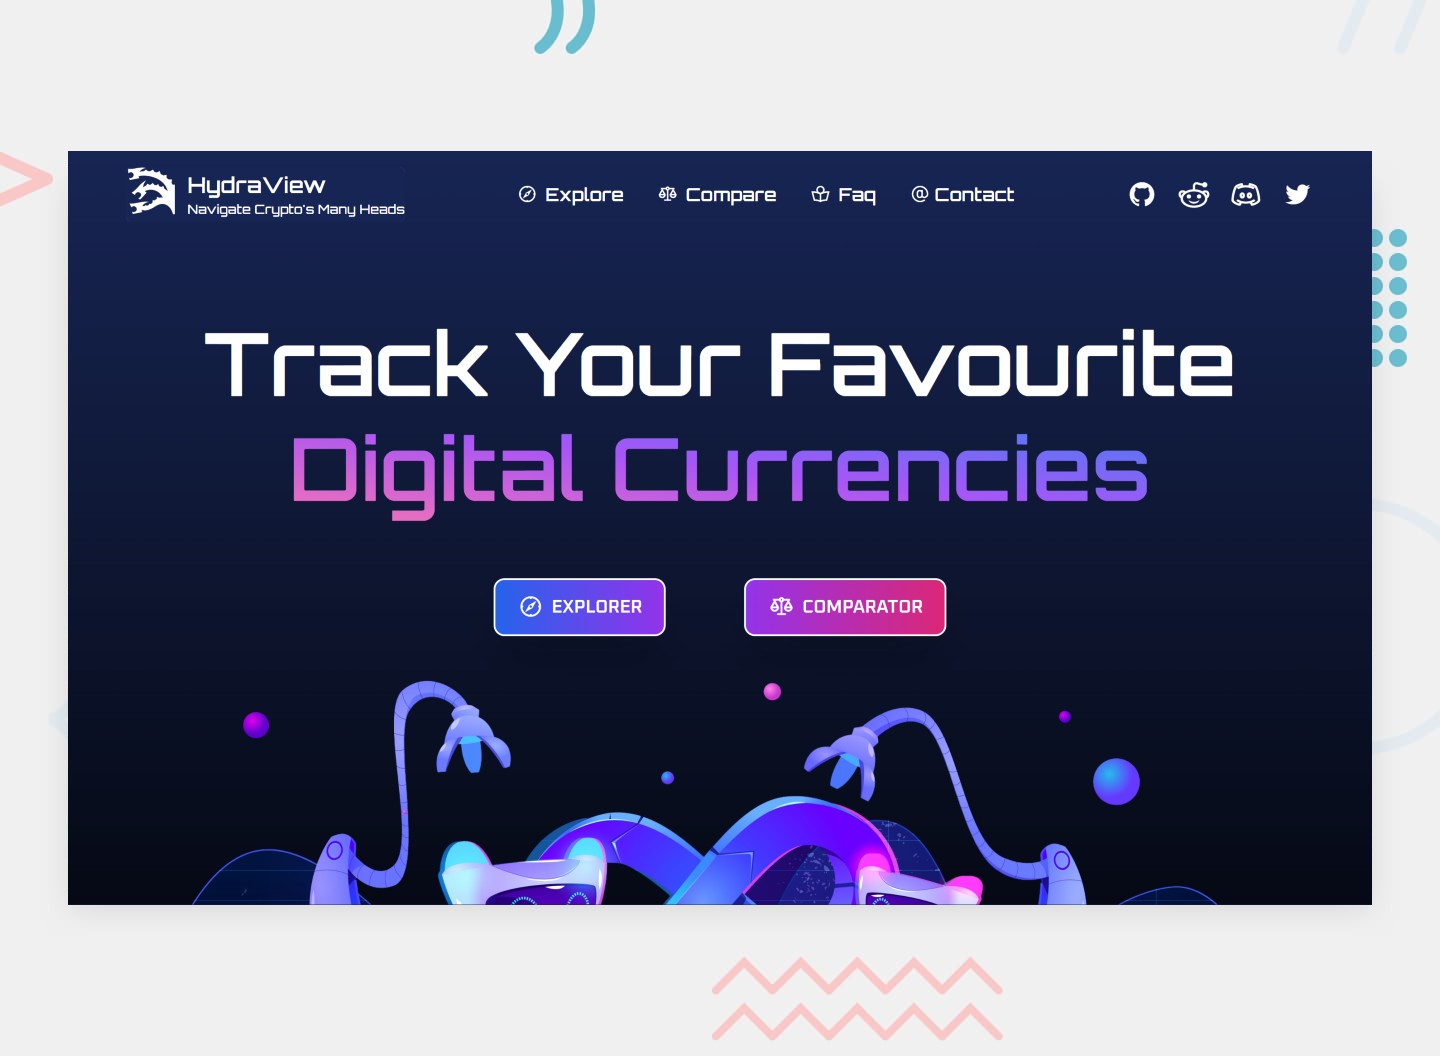 HydraView
Navigate Crypto's Many Heads
Explore
Compare
Faq
Contact
Track Your Favourite
Digital Currencies
EXPLORER
COMPARATOR